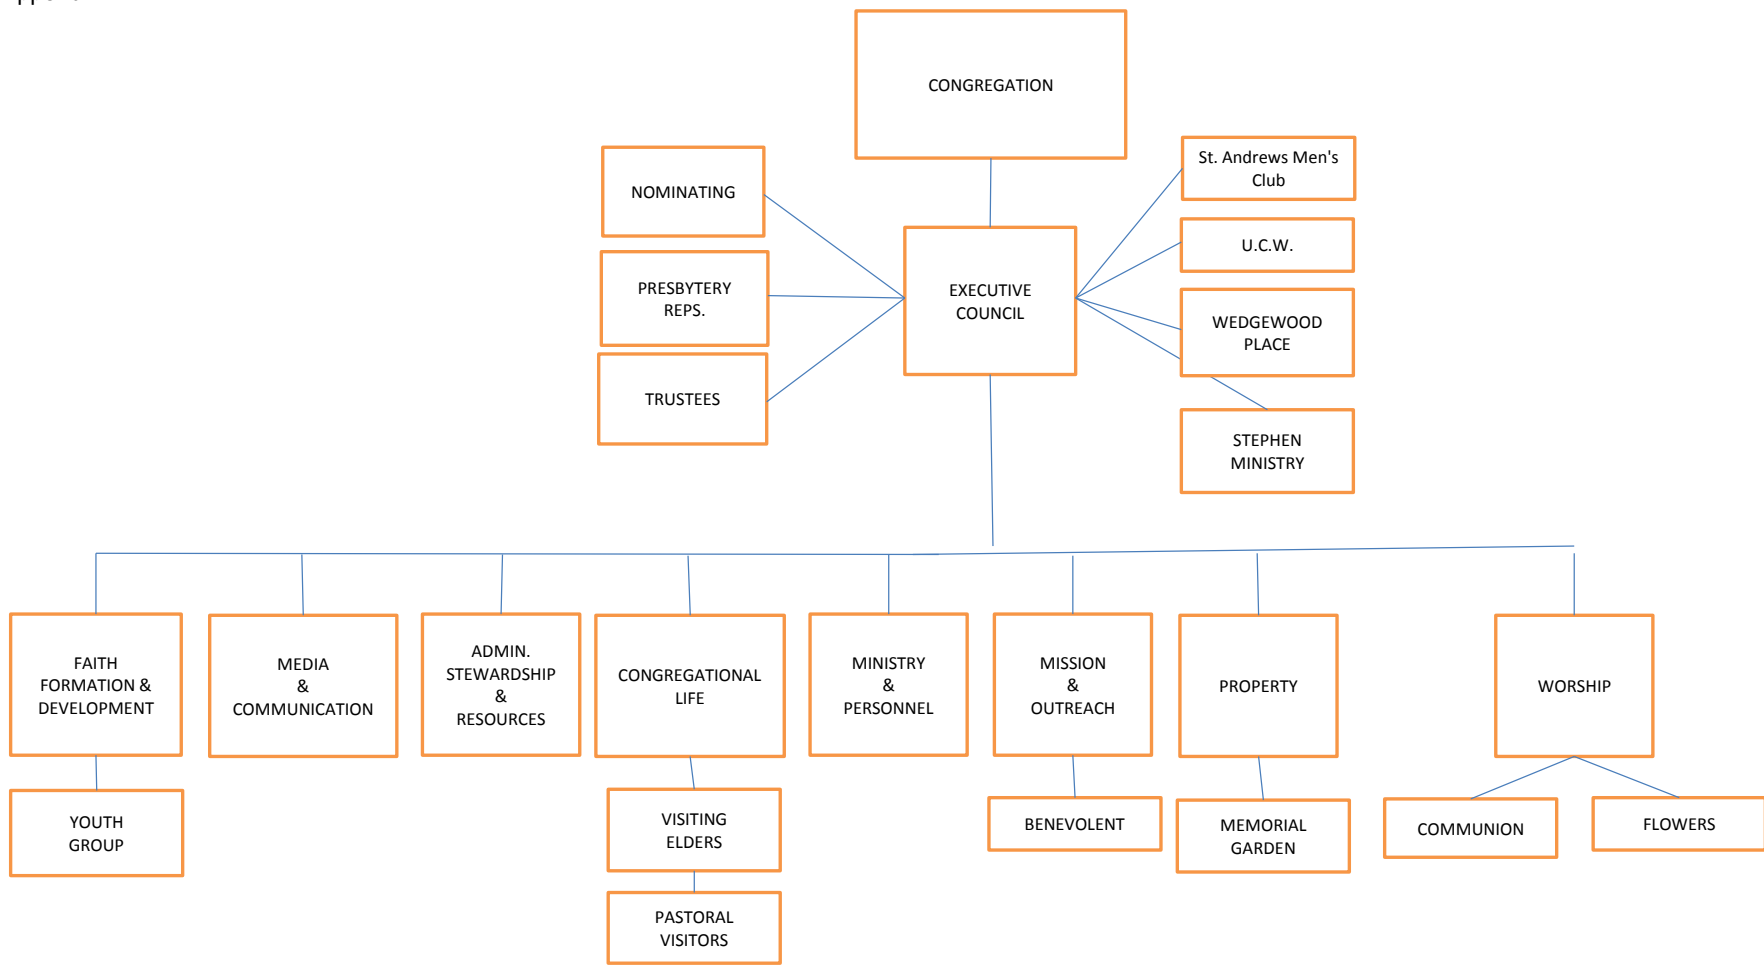 CONGREGATION
NOMINATING
St. Andrews Men's
Club
U.C.W.
PRESBYTERY
REPS.
EXECUTIVE
COUNCIL
WEDGEWOOD
PLACE
TRUSTEES
STEPHEN
MINISTRY
FAITH
FORMATION &
DEVELOPMENT
MEDIA
&
COMMUNICATION
ADMIN.
STEWARDSHIP
&
RESOURCES
CONGREGATIONAL
LIFE
MINISTRY
&
PERSONNEL
MISSION
&
OUTREACH
PROPERTY
WORSHIP
YOUTH
GROUP
VISITING
ELDERS
BENEVOLENT
MEMORIAL
GARDEN
COMMUNION
FLOWERS
PASTORAL
VISITORS